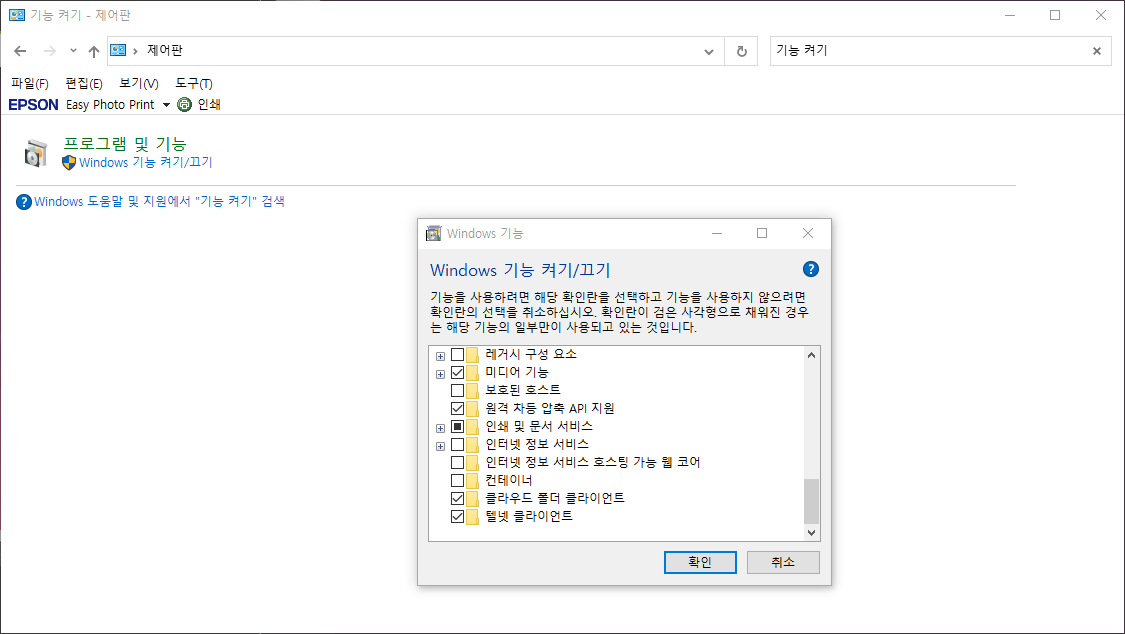 기능 켜기 - 제어판
제어판
기능 켜기
파일(F) 편집(E) 보기(V) 도구(T)
EPSON Easy Photo Print 인쇄
프로그램 및 기능
Windows 기능 켜기/끄기
Windows 도움말 및 지원에서 "기능 켜기" 검색
Windows 기능
Windows 기능 켜기/끄기
기능을 사용하려면 해당 확인란을 선택하고 기능을 사용하지 않으려면
확인란의 선택을 취소하십시오. 확인란이 검은 사각형으로 채워진 경우
는 해당 기능의 일부만이 사용되고 있는 것입니다.
레거시 구성 요소
미디어 기능
보호된 호스트
원격 차등 압축 API 지원
인쇄 및 문서 서비스
인터넷 정보 서비스
인터넷 정보 서비스 호스팅 가능 웹 코어
컨테이너
클라우드 폴더 클라이언트
텔넷 클라이언트
확인 취소